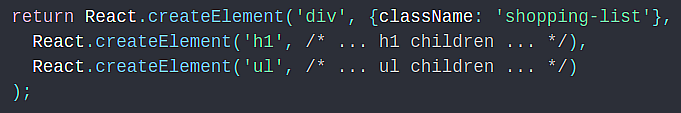 return React.createElement('div', {className: 'shopping-list'},
  React.createElement('h1', /* ... h1 children ... */),
  React.createElement('ul', /* ... ul children ... */)
);